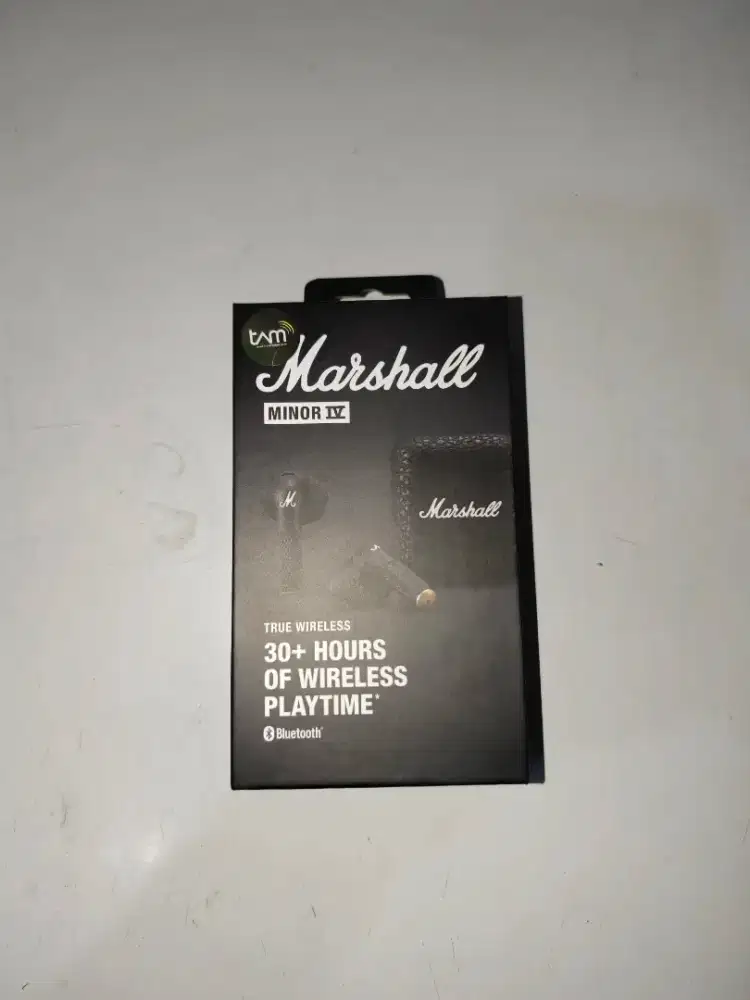 tam
Marshall
MINOR IV
M
Marshall
TRUE WIRELESS
30+ HOURS
OF WIRELESS
PLAYTIME*
Bluetooth®